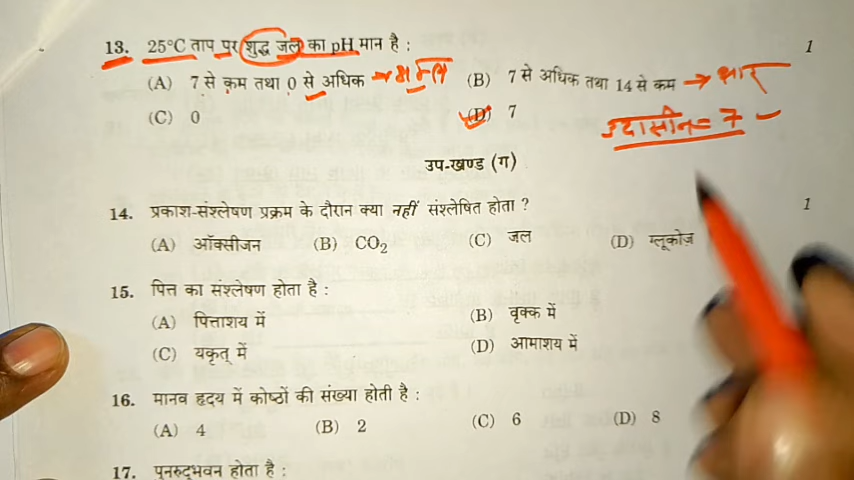 13. 25°C ताप पर शुद्ध जल का pH मान है : 1
(A) 7 से कम तथा 0 से अधिक → अम्ल (B) 7 से अधिक तथा 14 से कम → क्षार
(C) 0 (D) 7 उदासीन = 7
उप-खण्ड (ग)
14. प्रकाश-संश्लेषण प्रक्रम के दौरान क्या नहीं संश्लेषित होता ? 1
(A) ऑक्सीजन (B) CO₂ (C) जल (D) ग्लूकोज़
15. पित्त का संश्लेषण होता है :
(A) पित्ताशय में (B) वृक्क में
(C) यकृत् में (D) आमाशय में
16. मानव हृदय में कोष्ठों की संख्या होती है :
(A) 4 (B) 2 (C) 6 (D) 8
17. पुनरुद्भवन होता है :